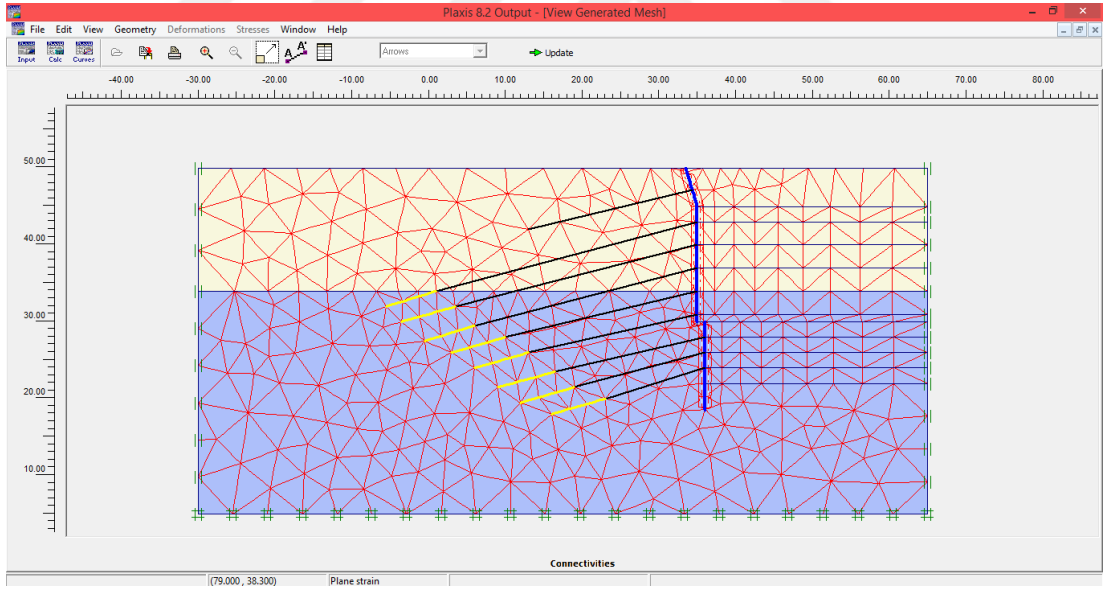 Plaxis 8.2 Output - [View Generated Mesh]
File Edit View Geometry Deformations Stresses Window Help
Input Calc Curves Arrows Update
-40.00 -30.00 -20.00 -10.00 0.00 10.00 20.00 30.00 40.00 50.00 60.00 70.00 80.00
50.00
40.00
30.00
20.00
10.00
Connectivities
(79.000 , 38.300) Plane strain